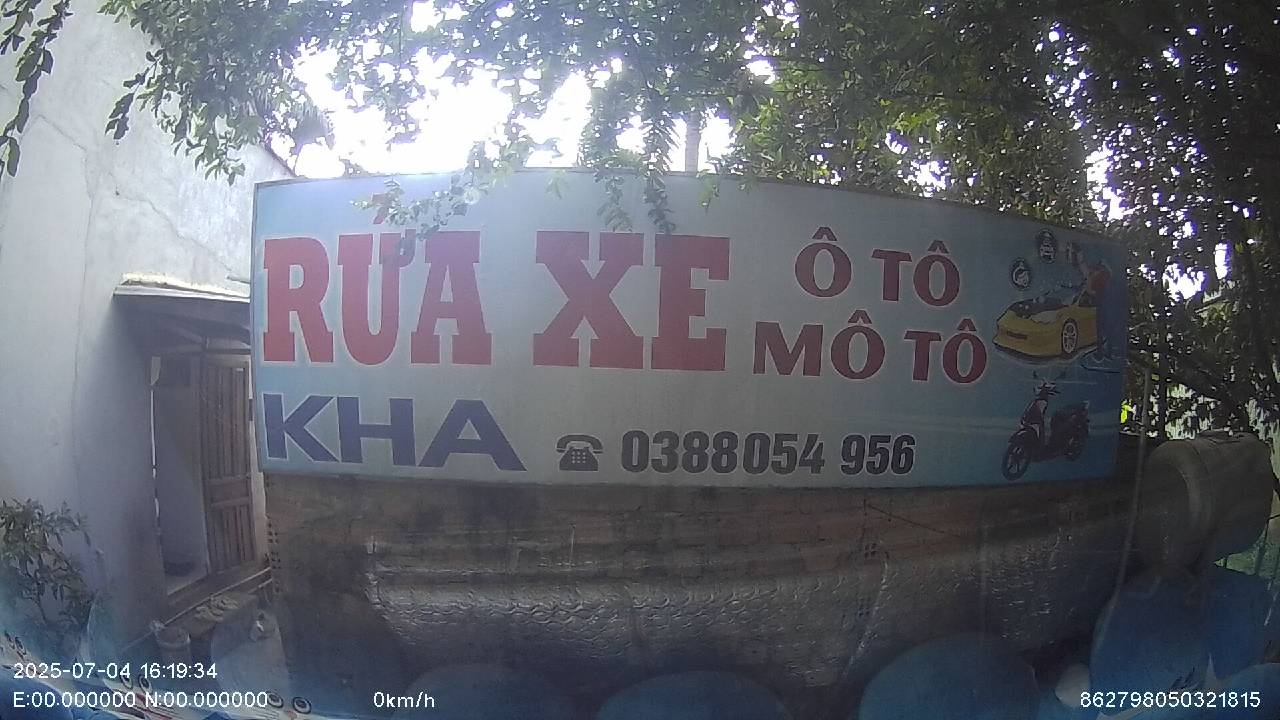 RỬA XE Ô TÔ
MÔ TÔ
KHA ☎ 0388054 956
2025-07-04 16:19:34
E:00.000000 N:00.000000 0km/h 862798050321815